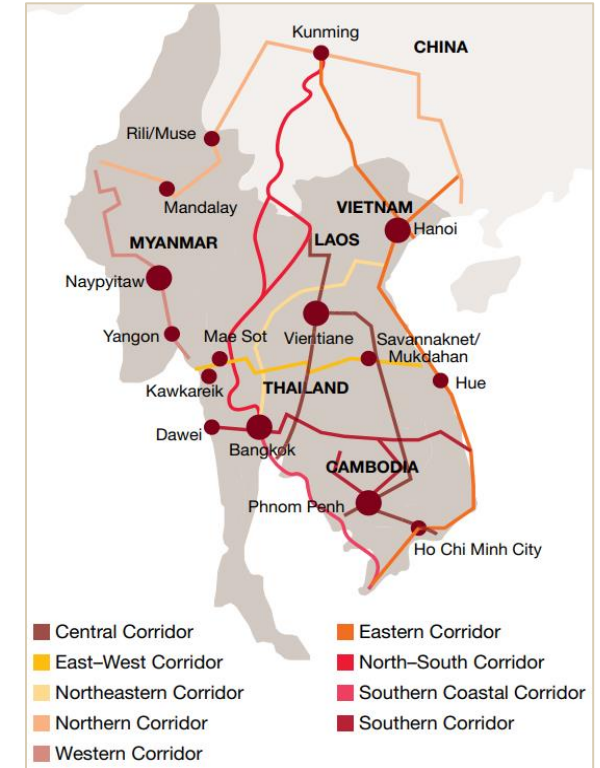 Kunming
CHINA
Rili/Muse
Mandalay
VIETNAM
Hanoi
MYANMAR
LAOS
Naypyitaw
Yangon
Mae Sot
Vientiane
Savannaknet/
Mukdahan
Kawkareik
THAILAND
Hue
Dawei
Bangkok
CAMBODIA
Phnom Penh
Ho Chi Minh City
Central Corridor
East–West Corridor
Northeastern Corridor
Northern Corridor
Western Corridor
Eastern Corridor
North–South Corridor
Southern Coastal Corridor
Southern Corridor